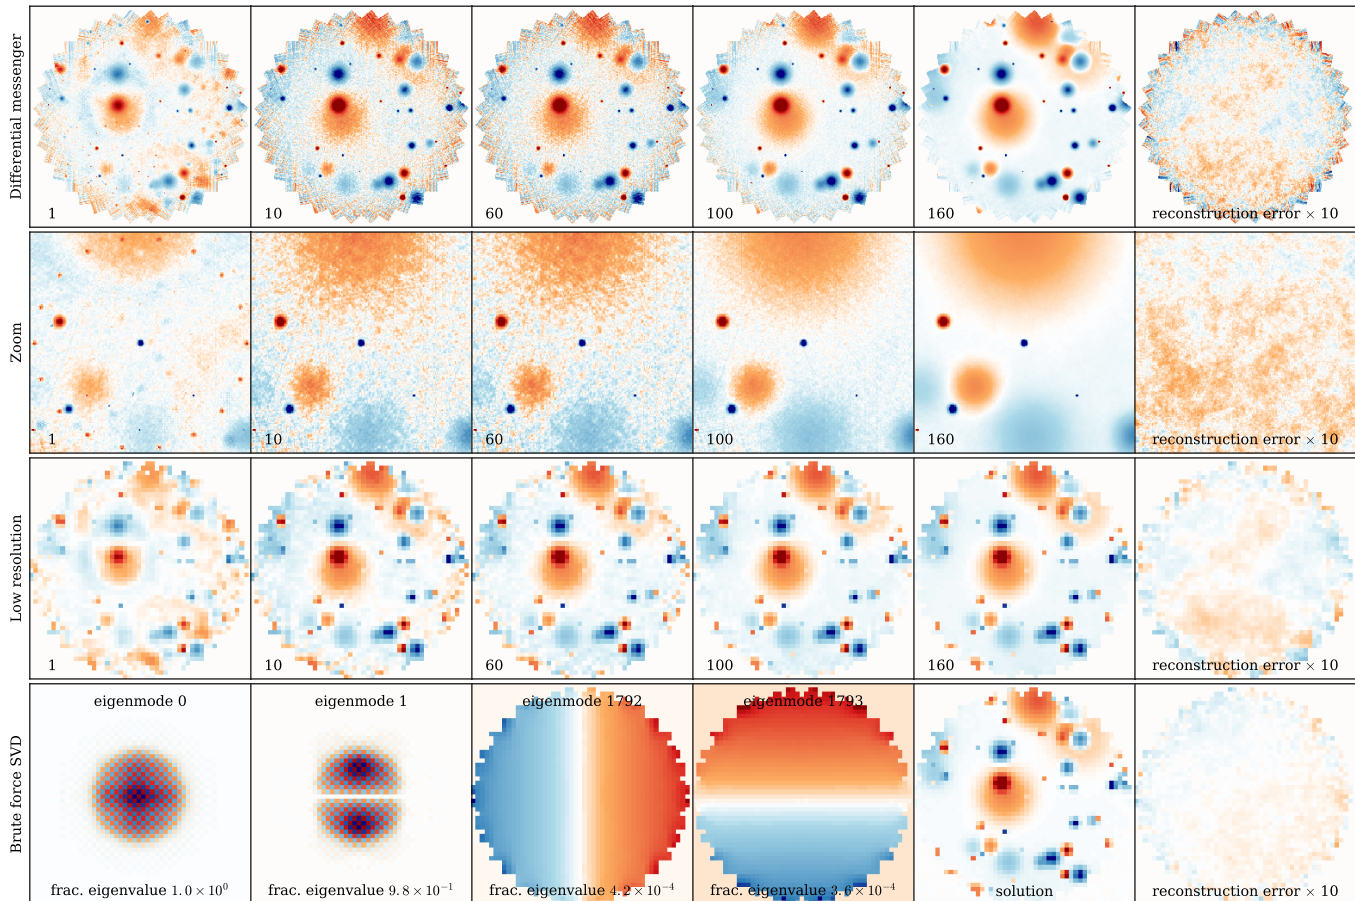 Differential messenger
1
10
60
100
160
reconstruction error × 10
Zoom
1
10
60
100
160
reconstruction error × 10
Low resolution
1
10
60
100
160
reconstruction error × 10
Brute force SVD
eigenmode 0
eigenmode 1
eigenmode 1792
eigenmode 1793
frac. eigenvalue 1.0 × 10⁰
frac. eigenvalue 9.8 × 10⁻¹
frac. eigenvalue 4.2 × 10⁻⁴
frac. eigenvalue 3.6 × 10⁻⁴
solution
reconstruction error × 10